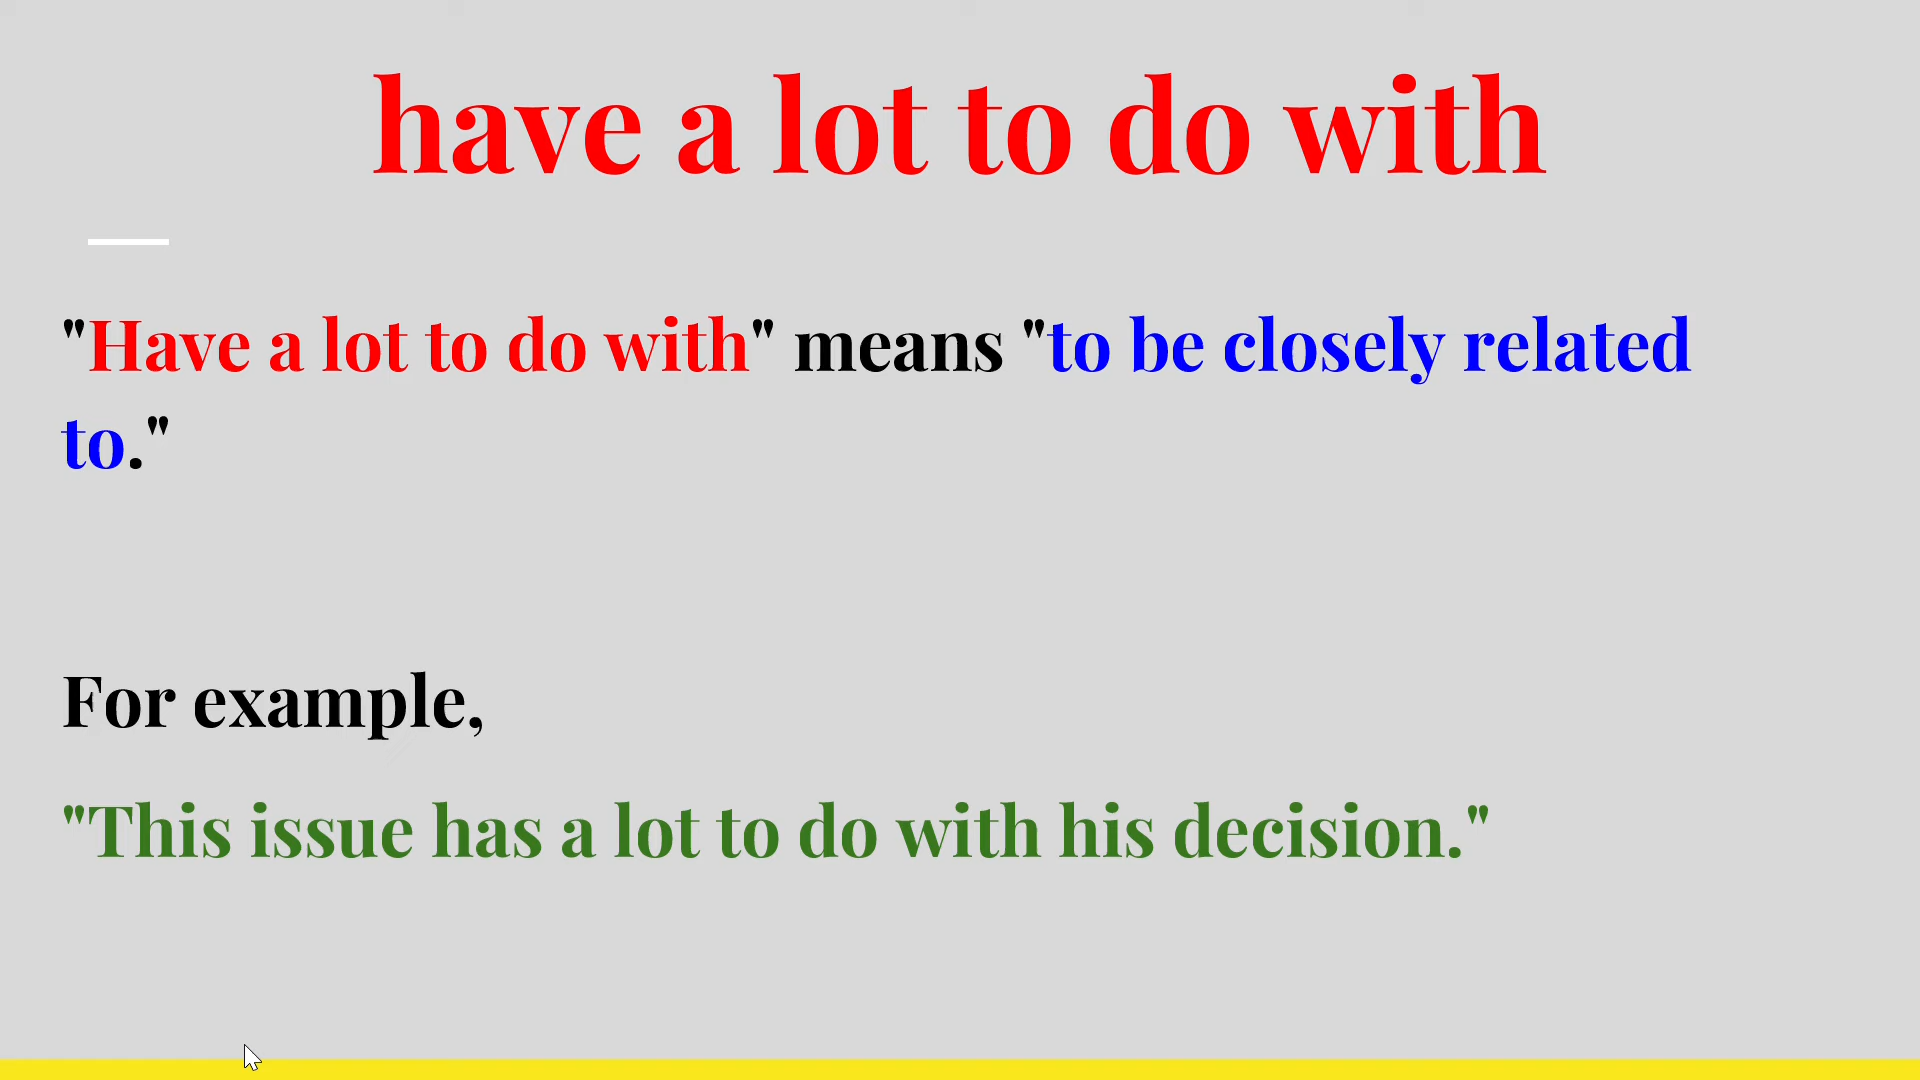 have a lot to do with
"Have a lot to do with" means "to be closely related
to."
For example,
"This issue has a lot to do with his decision."